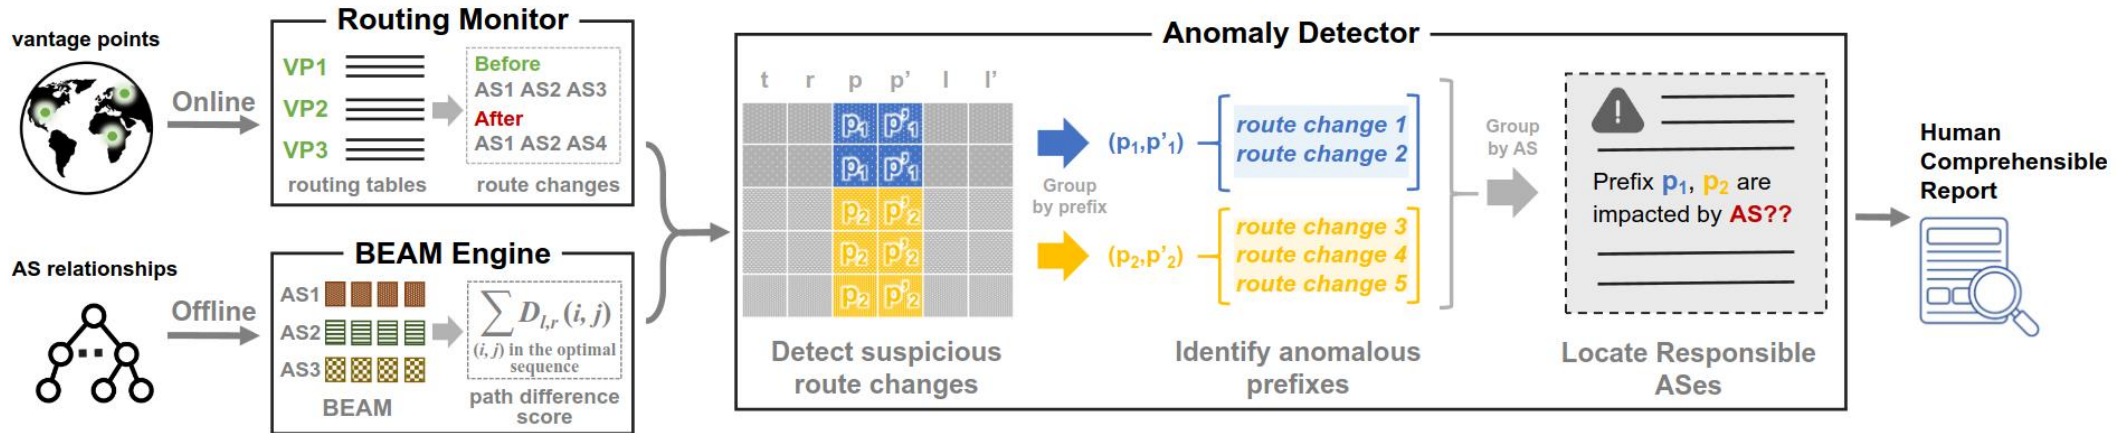 vantage points
Online
Routing Monitor
VP1
VP2
VP3
routing tables
Before
AS1 AS2 AS3
After
AS1 AS2 AS4
route changes
AS relationships
Offline
BEAM Engine
AS1
AS2
AS3
BEAM
∑ D_{l,r} (i, j)
(i, j) in the optimal
sequence
path difference
score
Anomaly Detector
t r p p’ l l’
p₁ p’₁
p₁ p’₁
p₂ p’₂
p₂ p’₂
p₂ p’₂
Detect suspicious
route changes
Group
by prefix
(p₁,p’₁)
route change 1
route change 2
(p₂,p’₂)
route change 3
route change 4
route change 5
Identify anomalous
prefixes
Group
by AS
!
Prefix p₁, p₂ are
impacted by AS??
Locate Responsible
ASes
Human
Comprehensible
Report